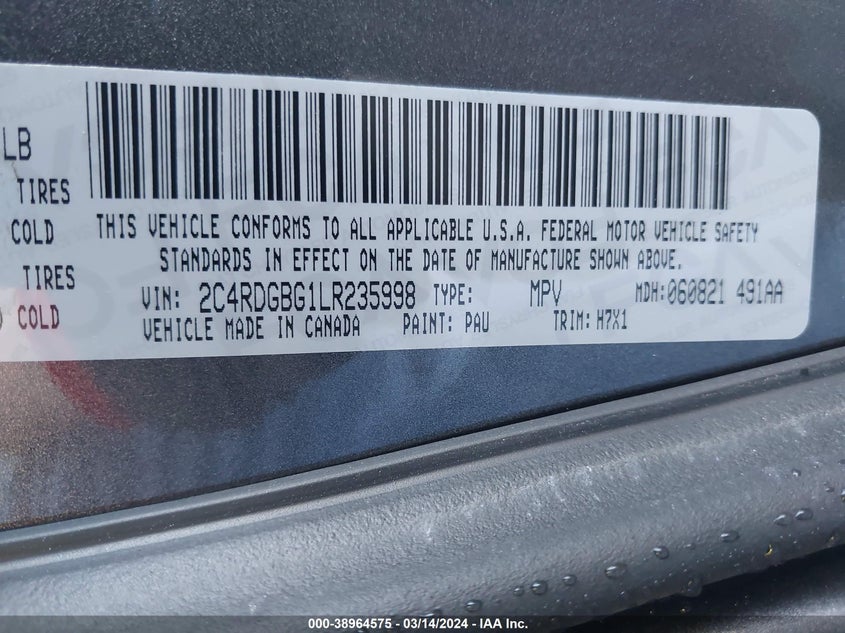 LB
TIRES
COLD
TIRES
COLD
THIS VEHICLE CONFORMS TO ALL APPLICABLE U.S.A. FEDERAL MOTOR VEHICLE SAFETY
STANDARDS IN EFFECT ON THE DATE OF MANUFACTURE SHOWN ABOVE.
VIN: 2C4RDGBG1LR235998 TYPE: MPV MDH:060821 491AA
VEHICLE MADE IN CANADA PAINT: PAU TRIM: H7X1
000-38964575 - 03/14/2024 - IAA Inc.